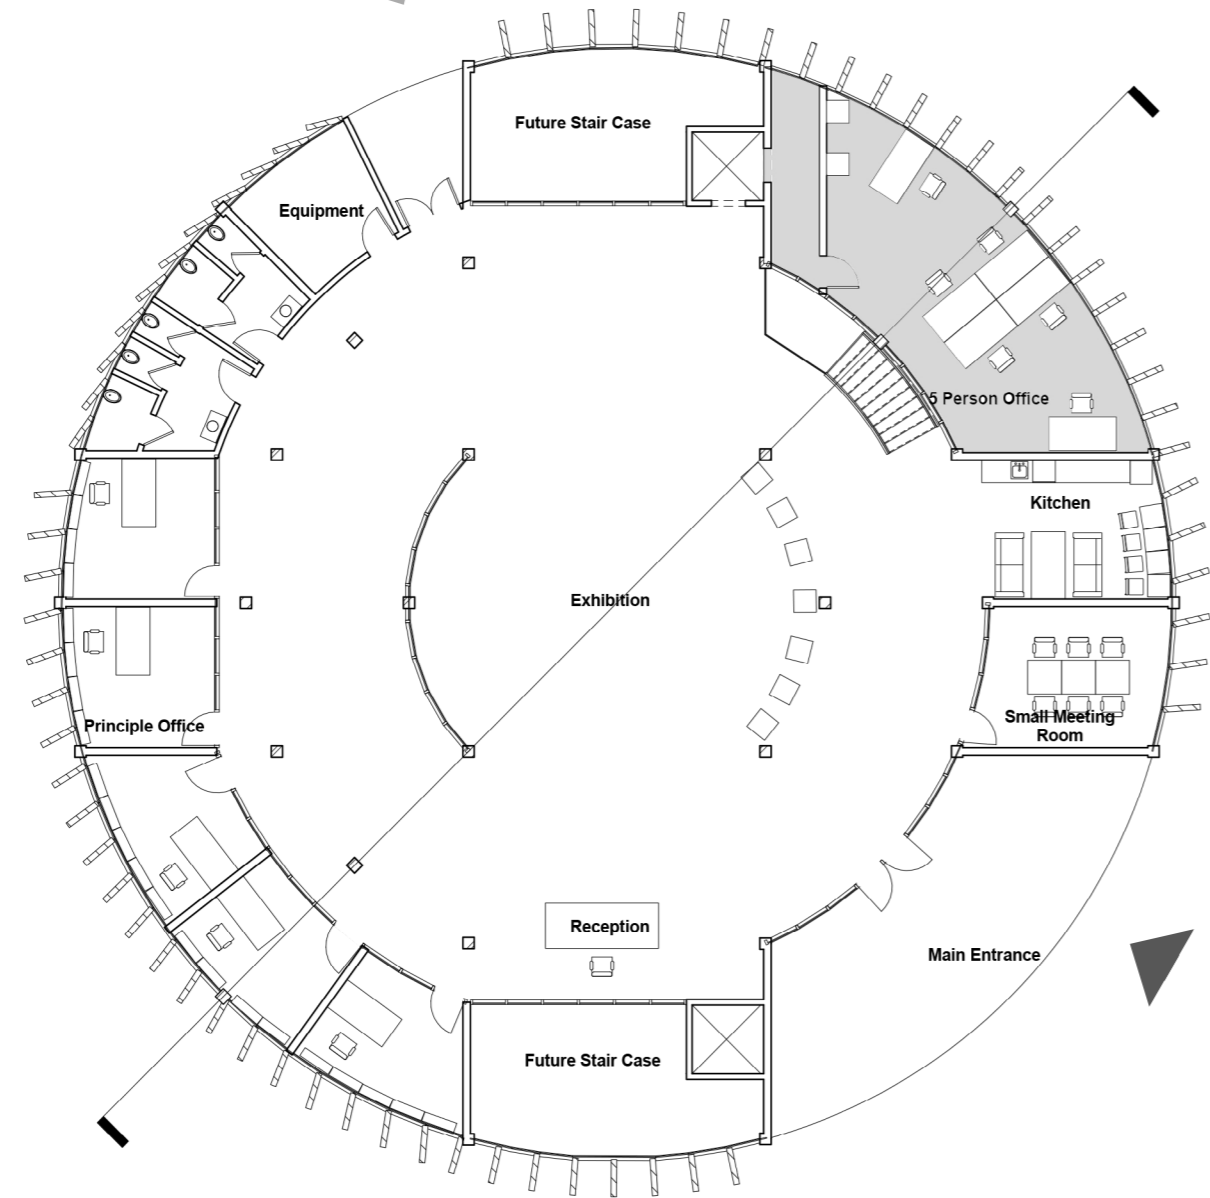 Future Stair Case
Equipment
5 Person Office
Kitchen
Exhibition
Small Meeting
Room
Principle Office
Reception
Main Entrance
Future Stair Case